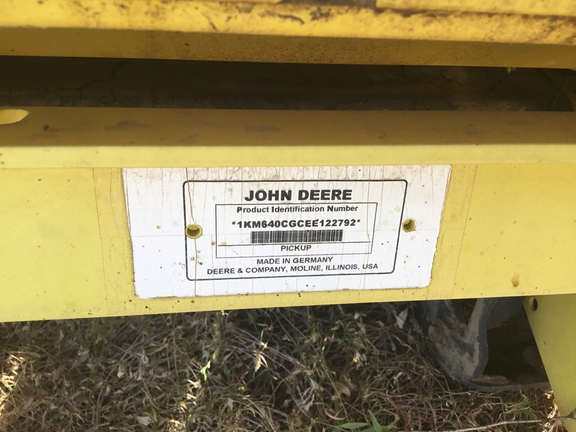 JOHN DEERE
Product Identification Number
*1KM640CGCEE122792*
PICKUP
MADE IN GERMANY
DEERE & COMPANY, MOLINE, ILLINOIS, USA